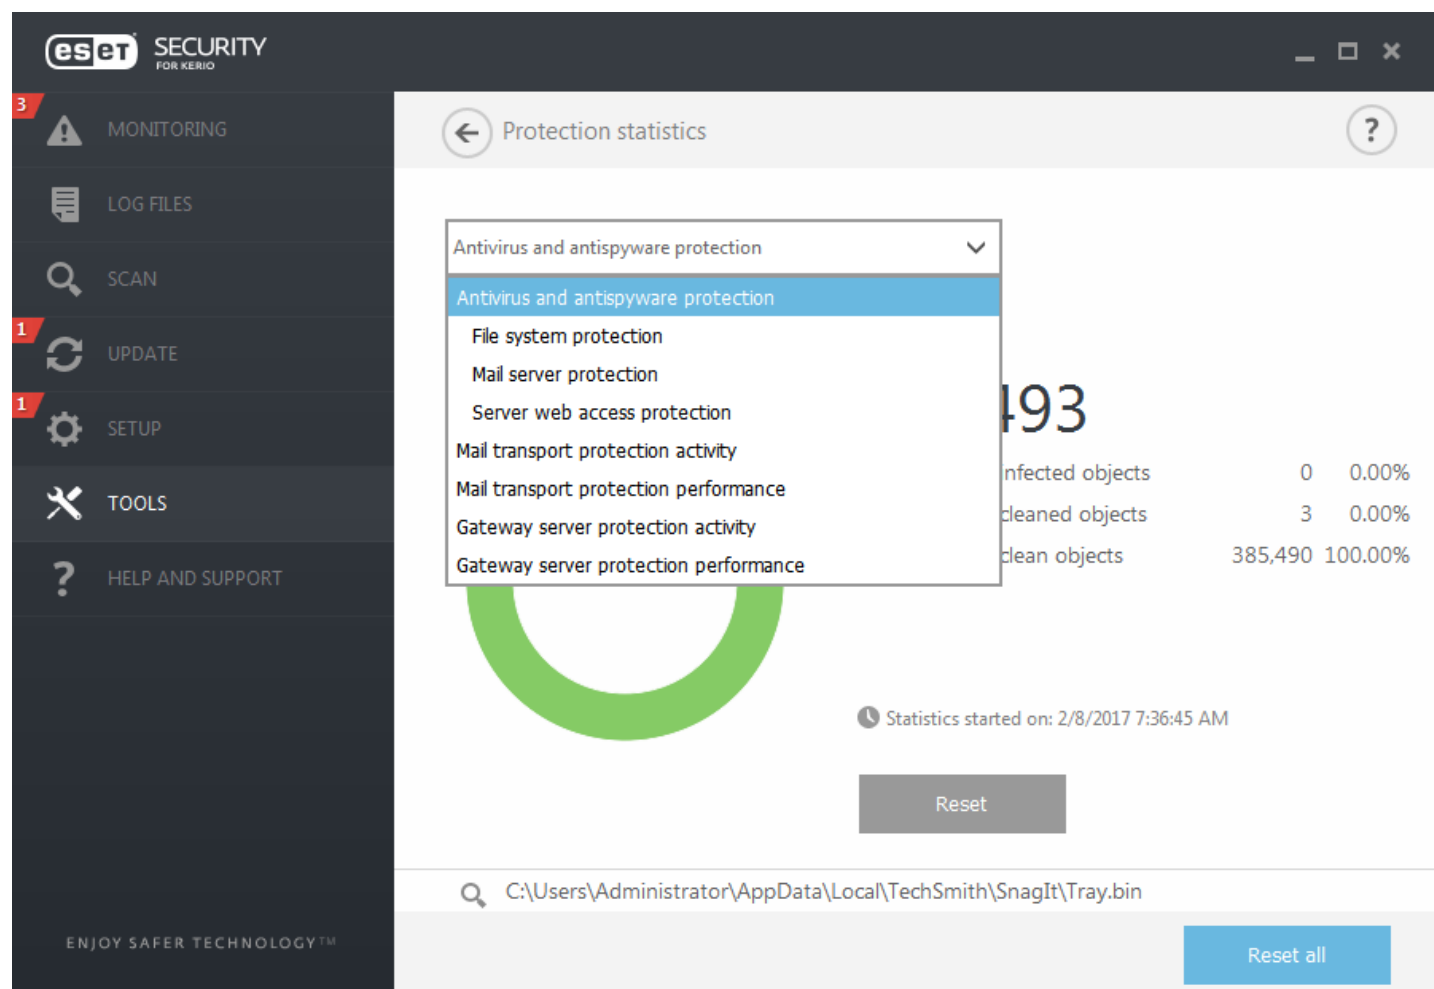 eset SECURITY
FOR KERIO
3
MONITORING
Protection statistics
?
LOG FILES
Antivirus and antispyware protection
SCAN
Antivirus and antispyware protection
File system protection
1
UPDATE
Mail server protection
Server web access protection
493
1
SETUP
Mail transport protection activity
infected objects 0 0.00%
Mail transport protection performance
TOOLS
cleaned objects 3 0.00%
Gateway server protection activity
clean objects 385,490 100.00%
Gateway server protection performance
? HELP AND SUPPORT
Statistics started on: 2/8/2017 7:36:45 AM
Reset
C:\Users\Administrator\AppData\Local\TechSmith\SnagIt\Tray.bin
ENJOY SAFER TECHNOLOGY™
Reset all